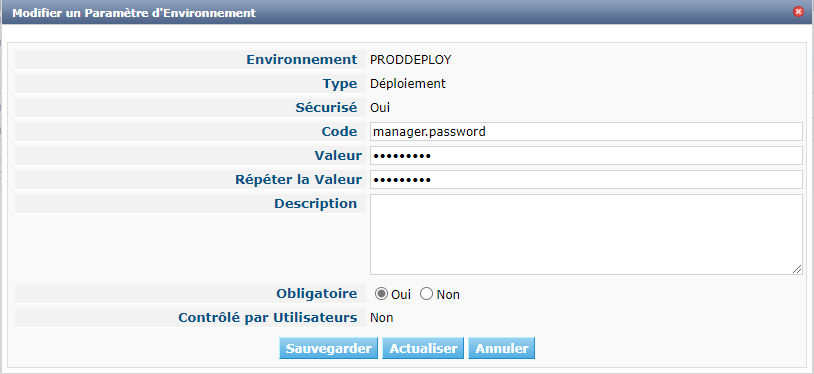 Modifier un Paramètre d'Environnement
Environnement PRODDEPLOY
Type Déploiement
Sécurisé Oui
Code manager.password
Valeur •••••••••
Répéter la Valeur •••••••••
Description
Obligatoire Oui Non
Contrôlé par Utilisateurs Non
Sauvegarder Actualiser Annuler